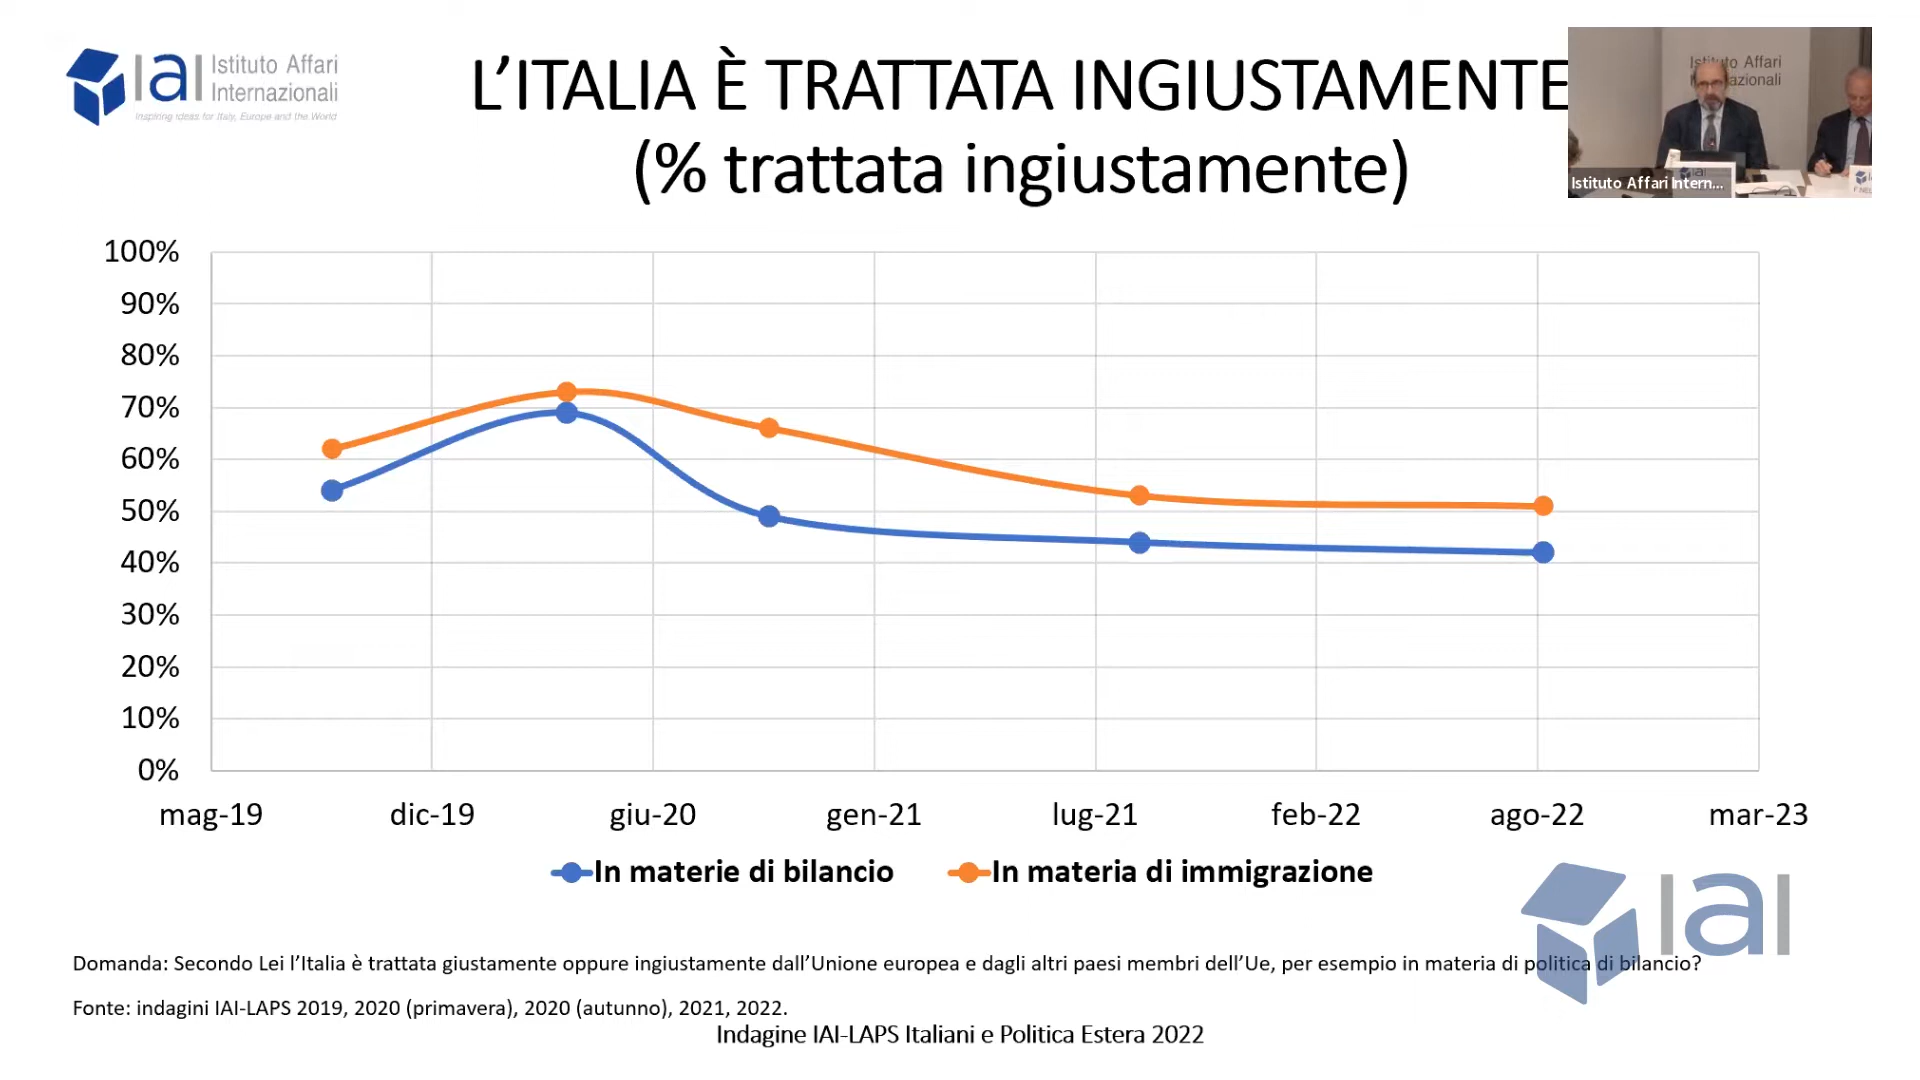 IAI Istituto Affari
Internazionali
Inspiring ideas for Italy, Europe and the World
L’ITALIA È TRATTATA INGIUSTAMENTE
(% trattata ingiustamente)
Istituto Affari
Internazionali
Istituto Affari Intern...
100%
90%
80%
70%
60%
50%
40%
30%
20%
10%
0%
mag-19 dic-19 giu-20 gen-21 lug-21 feb-22 ago-22 mar-23
In materie di bilancio In materia di immigrazione
IAI
Domanda: Secondo Lei l’Italia è trattata giustamente oppure ingiustamente dall’Unione europea e dagli altri paesi membri dell’Ue, per esempio in materia di politica di bilancio?
Fonte: indagini IAI-LAPS 2019, 2020 (primavera), 2020 (autunno), 2021, 2022.
Indagine IAI-LAPS Italiani e Politica Estera 2022